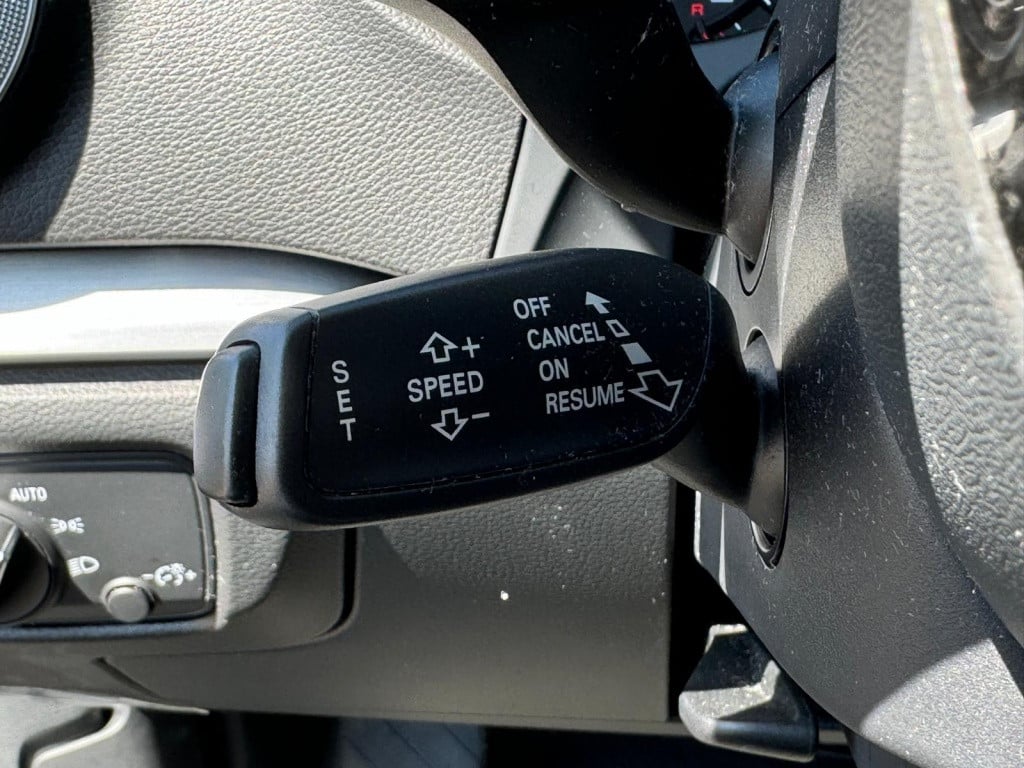 R
OFF
CANCEL
ON
RESUME
+
SPEED
−
SET
AUTO